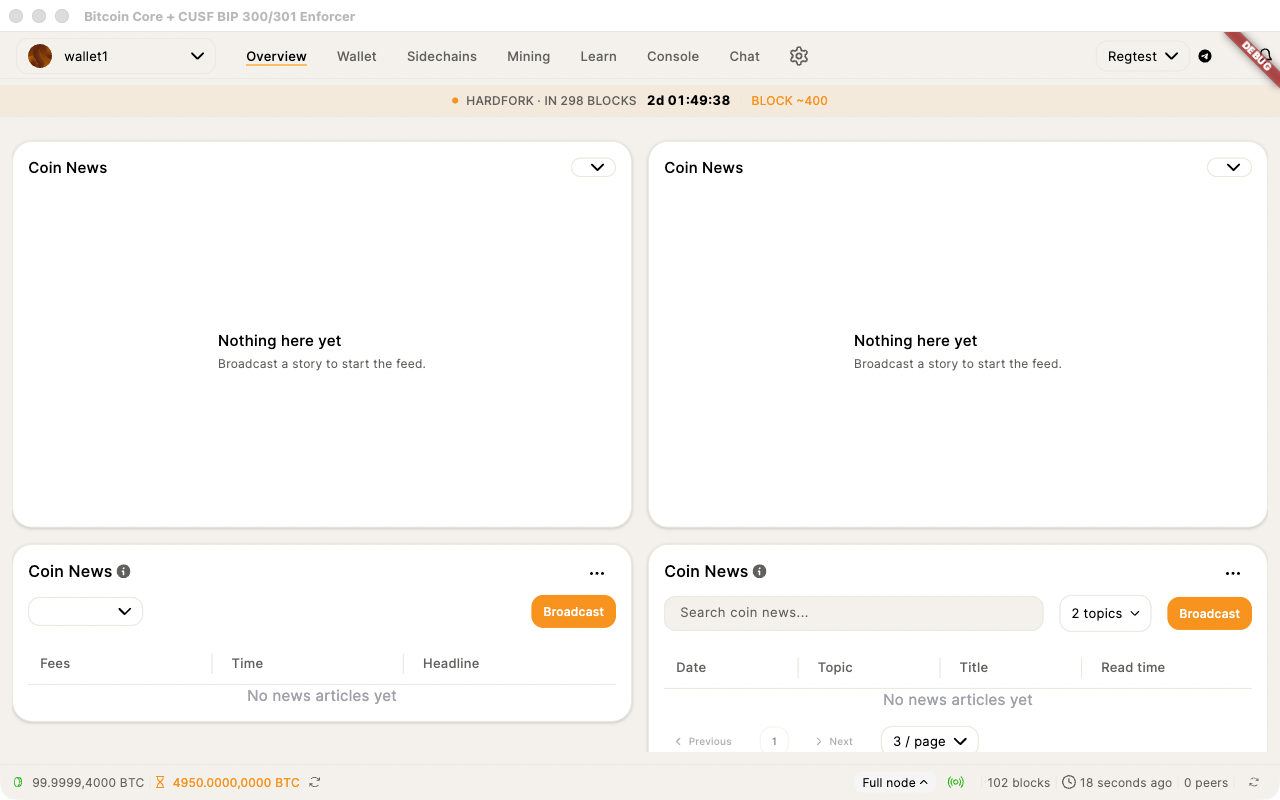 Bitcoin Core + CUSF BIP 300/301 Enforcer
wallet1
Overview
Wallet
Sidechains
Mining
Learn
Console
Chat
Regtest
DEBUG
HARDFORK · IN 298 BLOCKS 2d 01:49:38 BLOCK ~400
Coin News
Nothing here yet
Broadcast a story to start the feed.
Coin News
Nothing here yet
Broadcast a story to start the feed.
Coin News
Broadcast
Fees Time Headline
No news articles yet
Coin News
Search coin news...
2 topics
Broadcast
Date Topic Title Read time
No news articles yet
Previous 1 Next 3 / page
99.9999,4000 BTC 4950.0000,0000 BTC Full node 102 blocks 18 seconds ago 0 peers